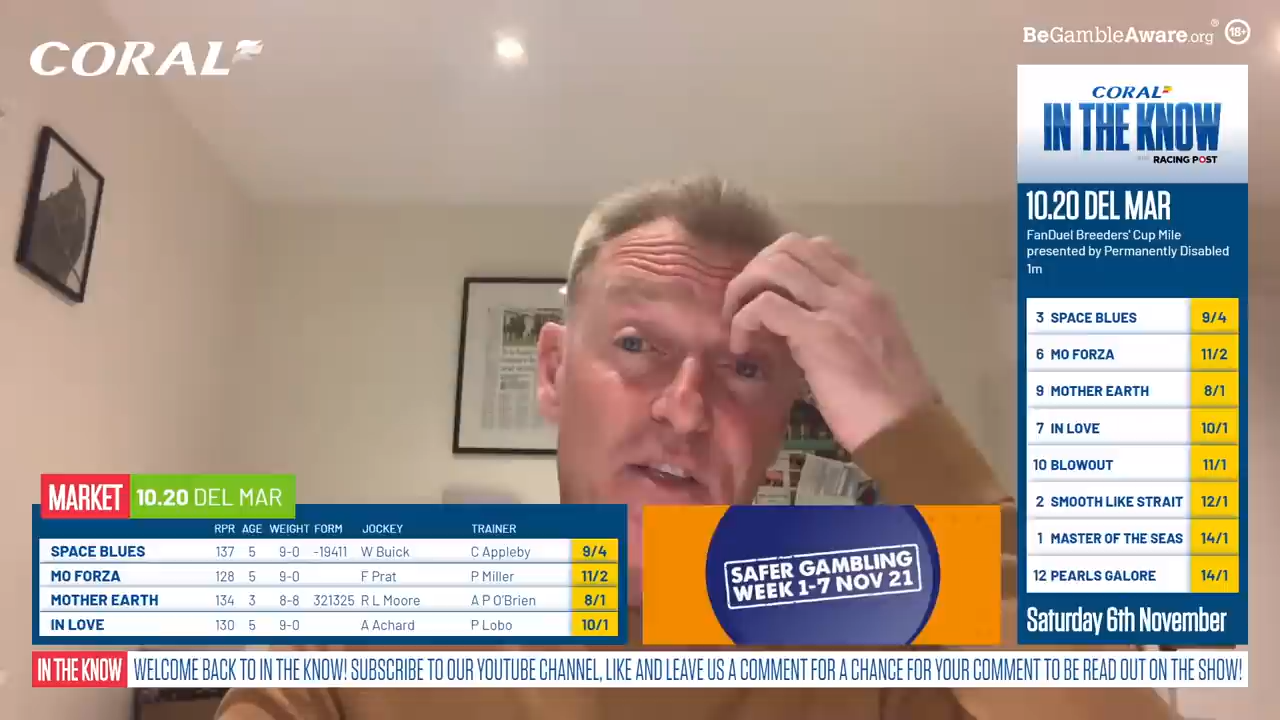 CORAL
BeGambleAware.org® 18+
CORAL
IN THE KNOW
RACING POST
10.20 DEL MAR
FanDuel Breeders' Cup Mile
presented by Permanently Disabled
1m
3 SPACE BLUES 9/4
6 MO FORZA 11/2
9 MOTHER EARTH 8/1
7 IN LOVE 10/1
10 BLOWOUT 11/1
2 SMOOTH LIKE STRAIT 12/1
1 MASTER OF THE SEAS 14/1
12 PEARLS GALORE 14/1
Saturday 6th November
MARKET 10.20 DEL MAR
RPR AGE WEIGHT FORM JOCKEY TRAINER
SPACE BLUES 137 5 9-0 -19411 W Buick C Appleby 9/4
MO FORZA 128 5 9-0 F Prat P Miller 11/2
MOTHER EARTH 134 3 8-8 321325 R L Moore A P O'Brien 8/1
IN LOVE 130 5 9-0 A Achard P Lobo 10/1
SAFER GAMBLING
WEEK 1-7 NOV 21
IN THE KNOW WELCOME BACK TO IN THE KNOW! SUBSCRIBE TO OUR YOUTUBE CHANNEL, LIKE AND LEAVE US A COMMENT FOR A CHANCE FOR YOUR COMMENT TO BE READ OUT ON THE SHOW!